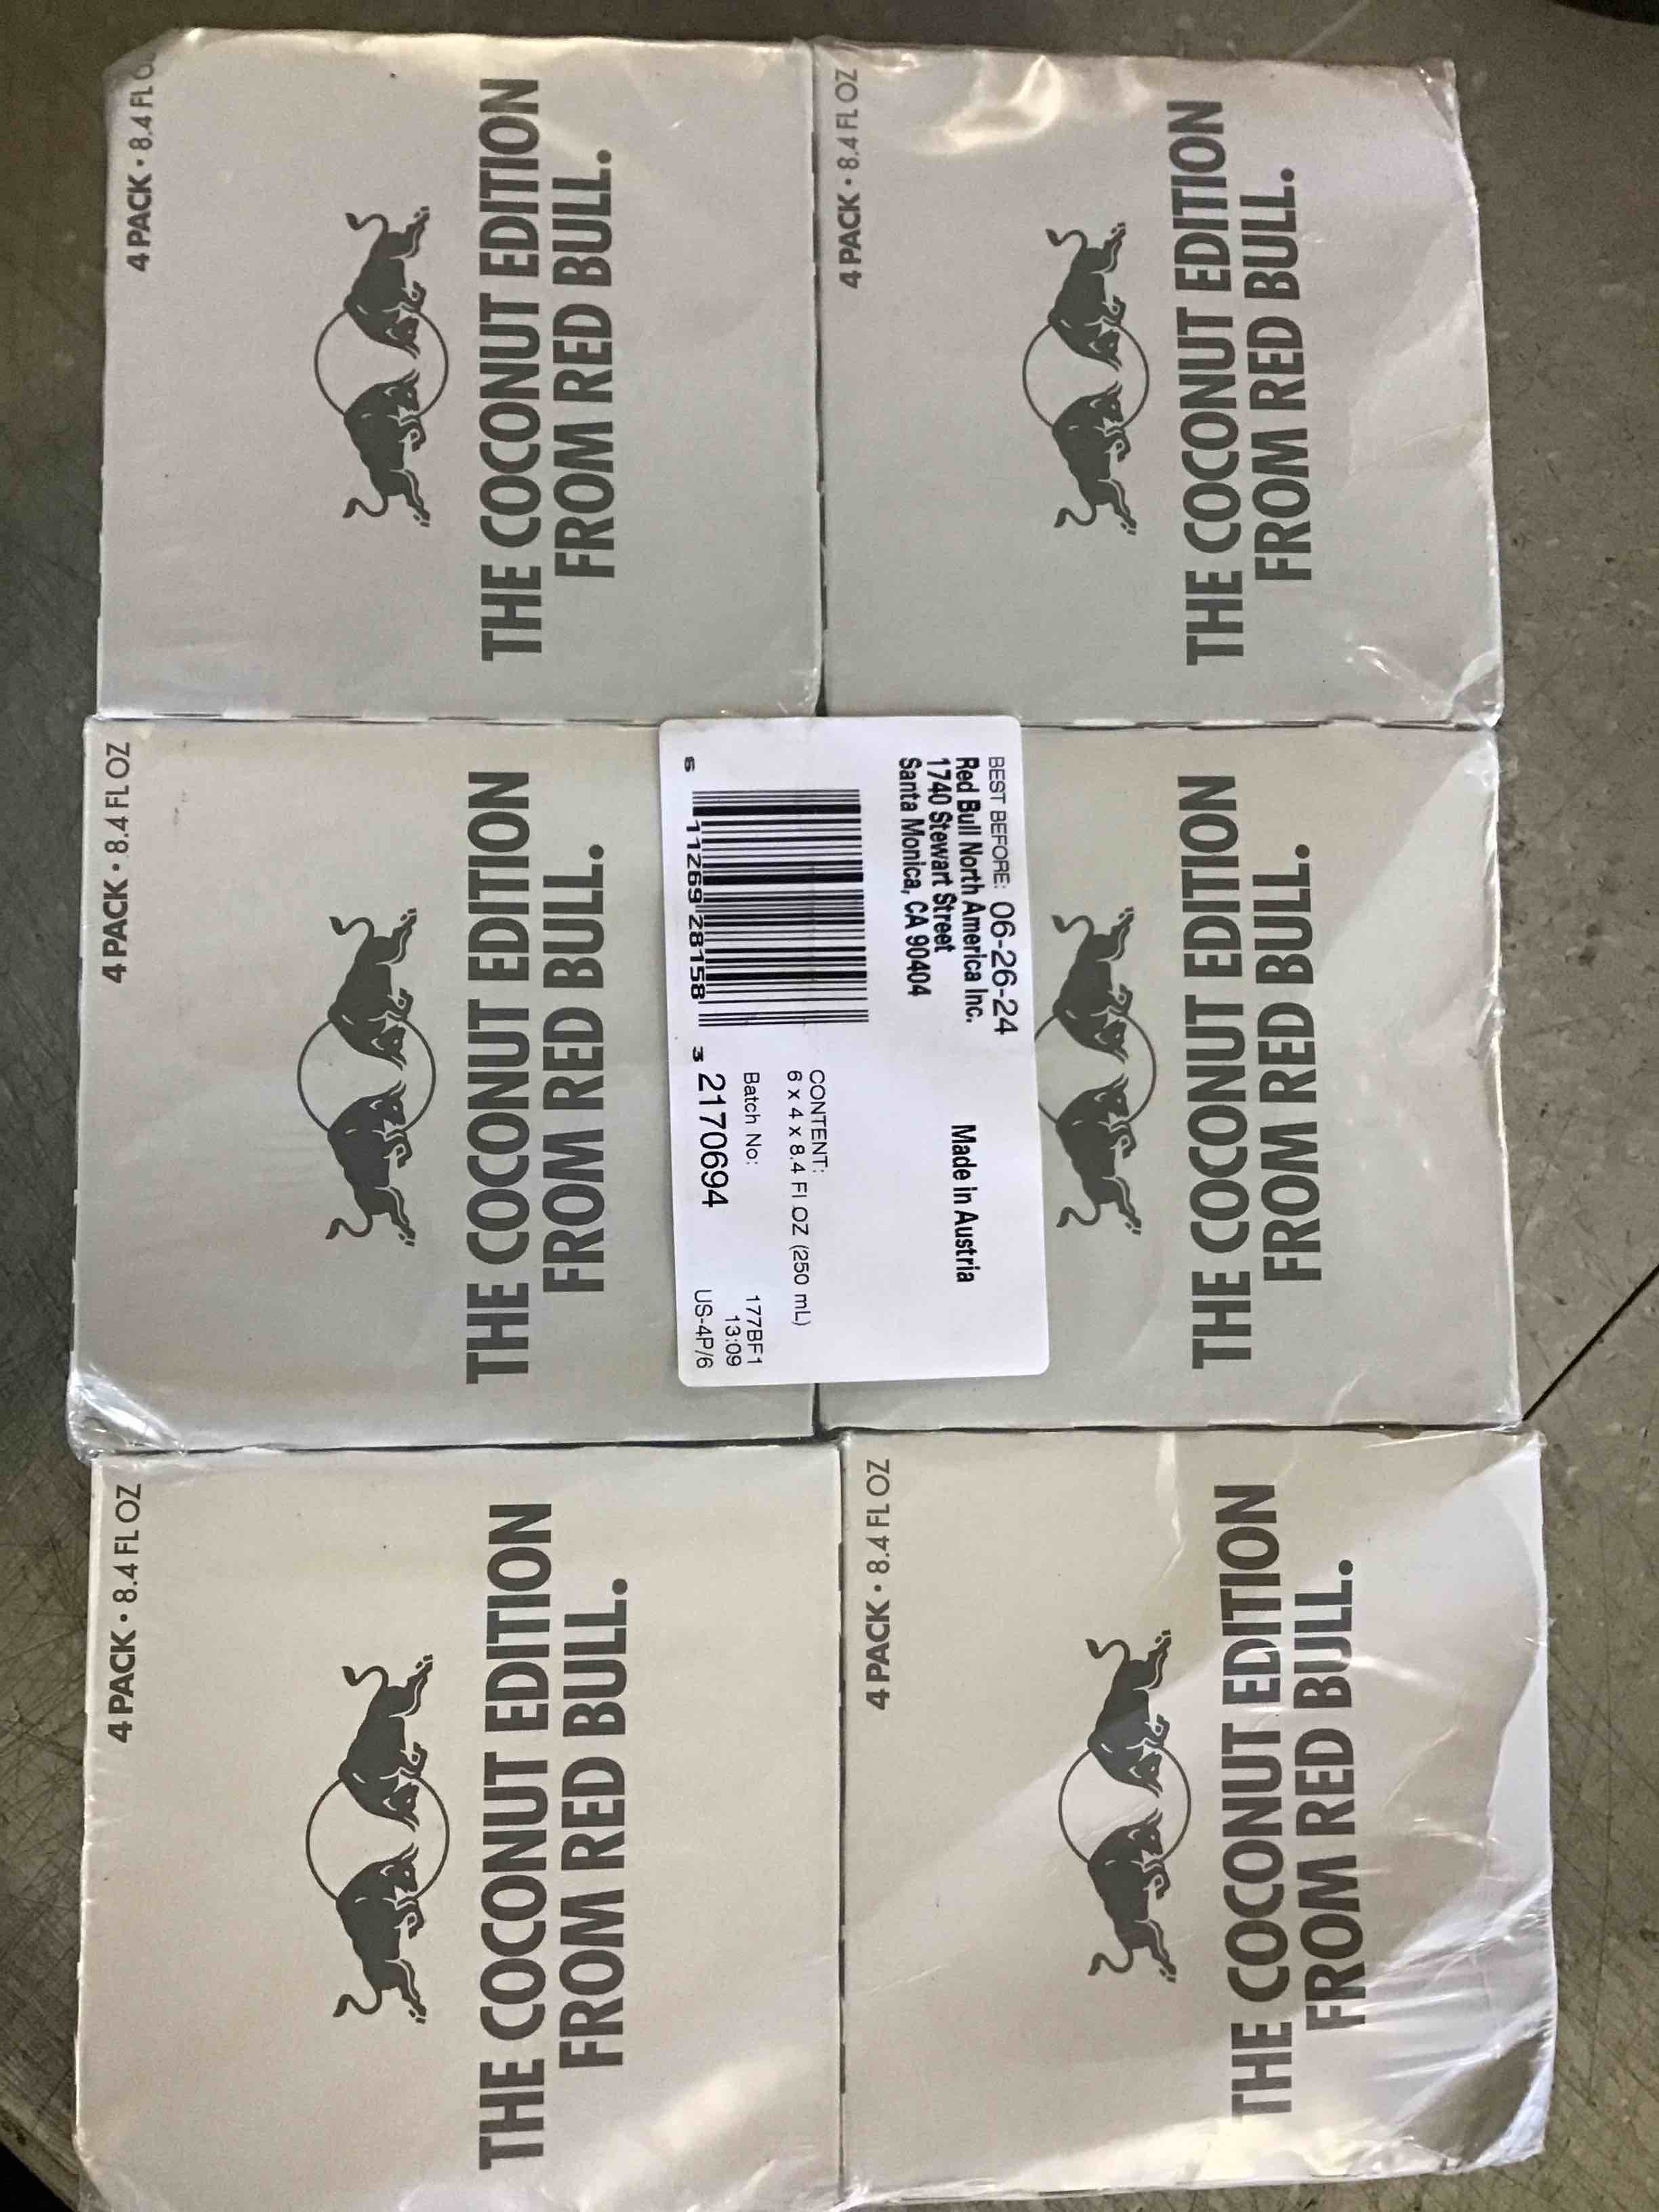 4 PACK • 8.4 FL O
THE COCONUT EDITION
FROM RED BULL.
4 PACK • 8.4 FL OZ
THE COCONUT EDITION
FROM RED BULL.
4 PACK • 8.4 FL OZ
THE COCONUT EDITION
FROM RED BULL.
BEST BEFORE: 06-26-24
Red Bull North America Inc.
1740 Stewart Street
Santa Monica, CA 90404
Made in Austria
6 11269 28158 3
CONTENT:
6 x 4 x 8.4 Fl OZ (250 mL)
Batch No:
2170694
177BF1
13:09
US-4P/6
THE COCONUT EDITION
FROM RED BULL.
4 PACK • 8.4 FL OZ
THE COCONUT EDITION
FROM RED BULL.
4 PACK • 8.4 FL OZ
THE COCONUT EDITION
FROM RED BULL.